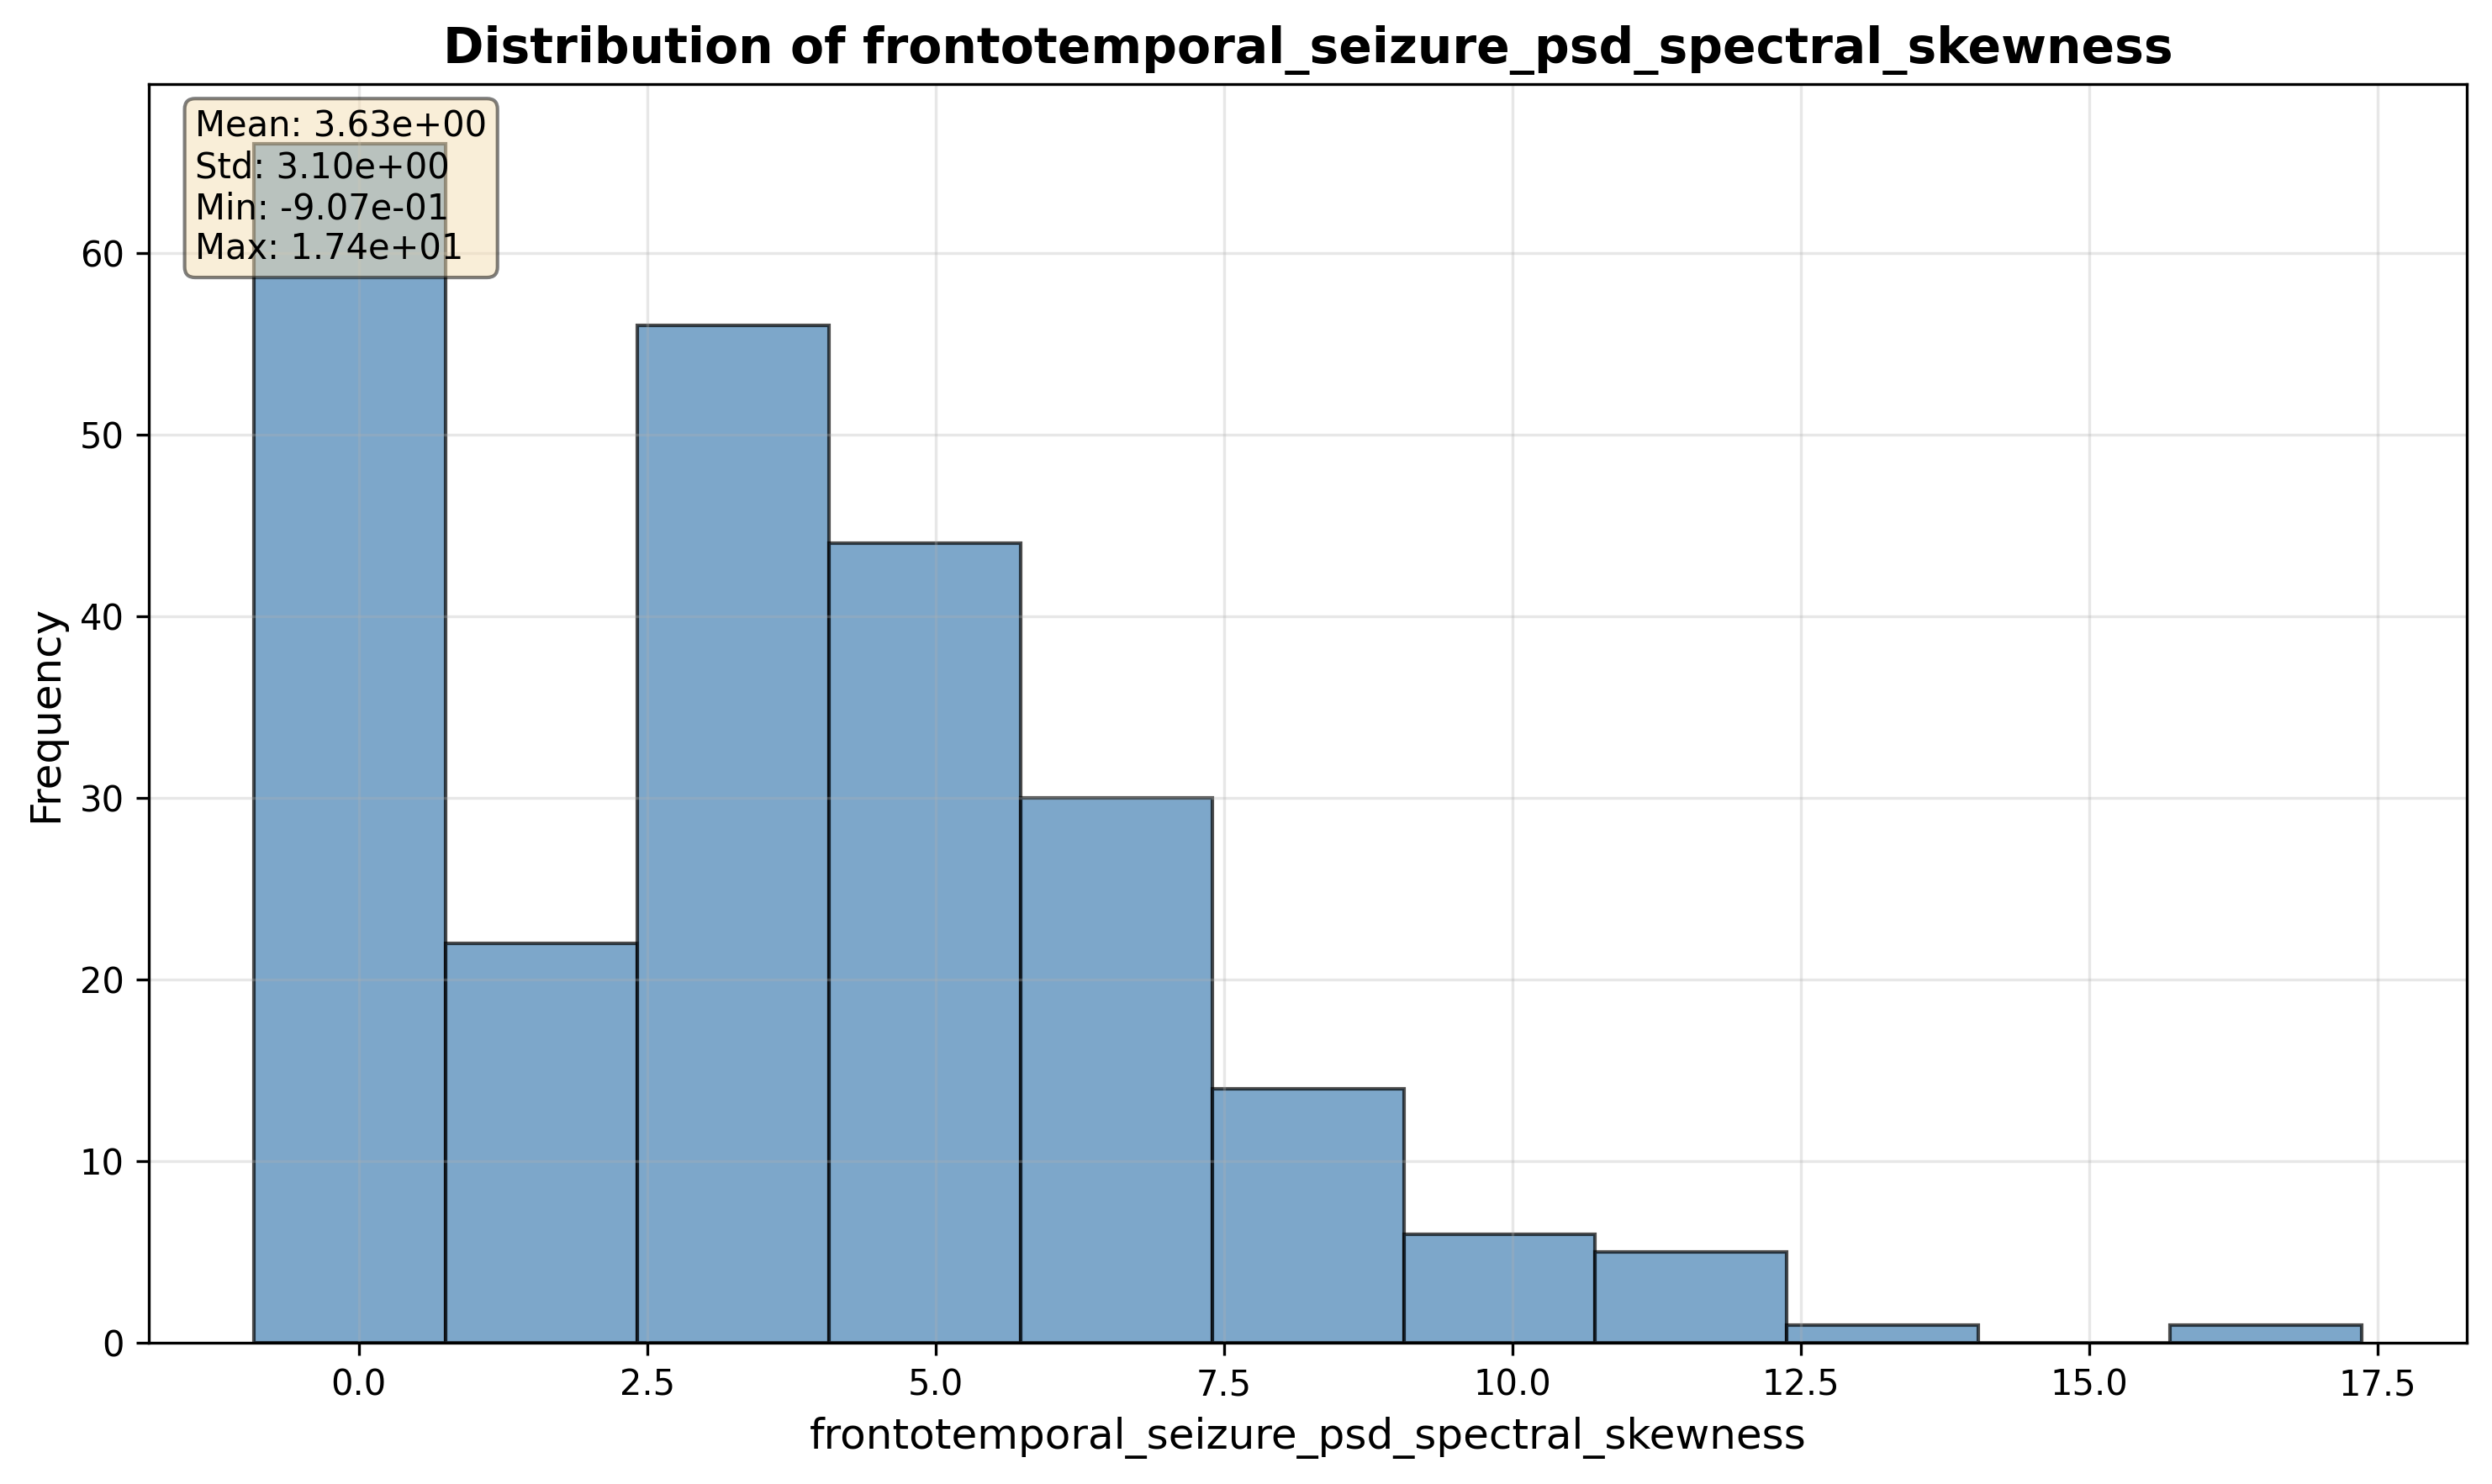 Distribution of frontotemporal_seizure_psd_spectral_skewness
Mean: 3.63e+00
Std: 3.10e+00
Min: -9.07e-01
Max: 1.74e+01
Frequency
60
50
40
30
20
10
0
0.0 2.5 5.0 7.5 10.0 12.5 15.0 17.5
frontotemporal_seizure_psd_spectral_skewness